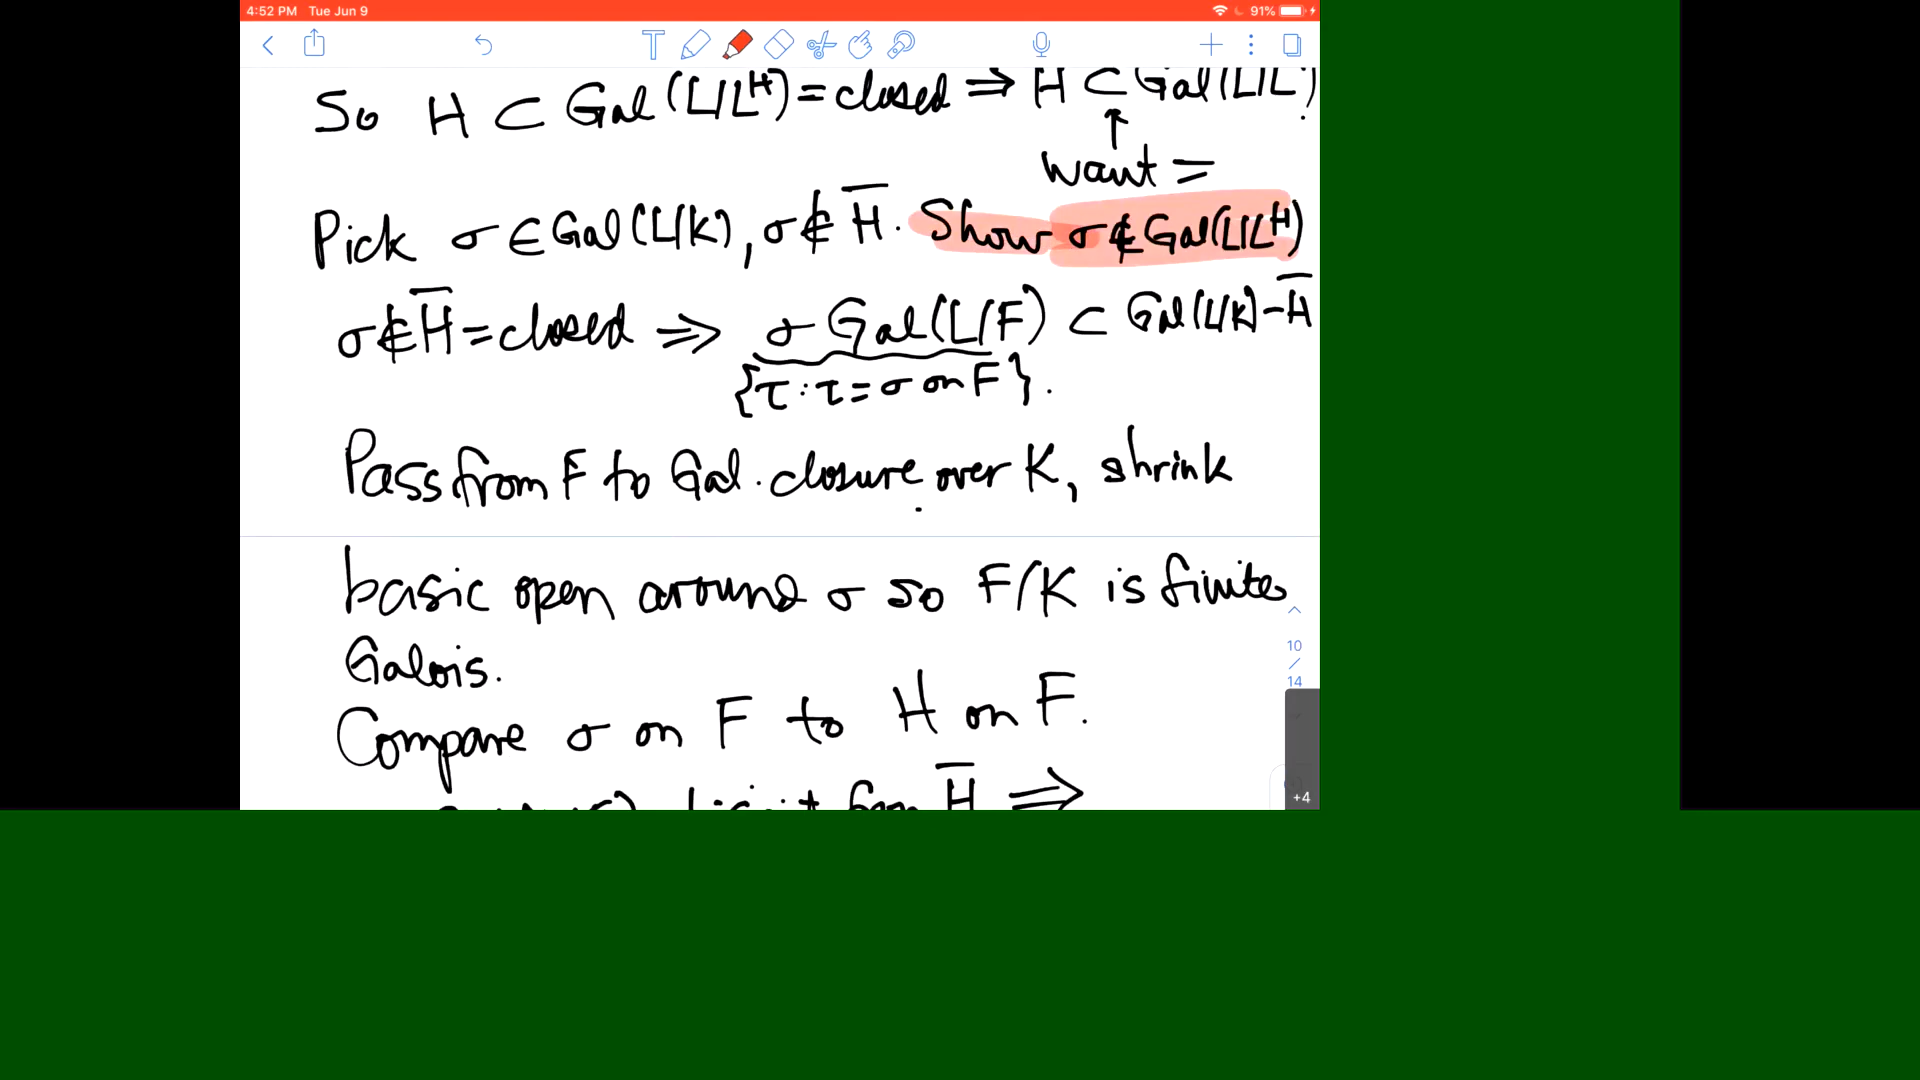 4:52 PM Tue Jun 9
91%
So H ⊂ Gal(L/L^H) = closed ⇒ H ⊂ Gal(L/L
↑
want =
Pick σ ∈ Gal(L/K), σ ∉ H̅. Show σ ∉ Gal(L/L^H)
σ ∉ H̅ = closed ⇒ σ Gal(L/F) ⊂ Gal(L/K) - H̅
{τ : τ = σ on F}.
Pass from F to Gal. closure over K, shrink
basic open around σ so F/K is finite
Galois.
Compare σ on F to H on F.
from H̅ ⇒
10
/
14
+4